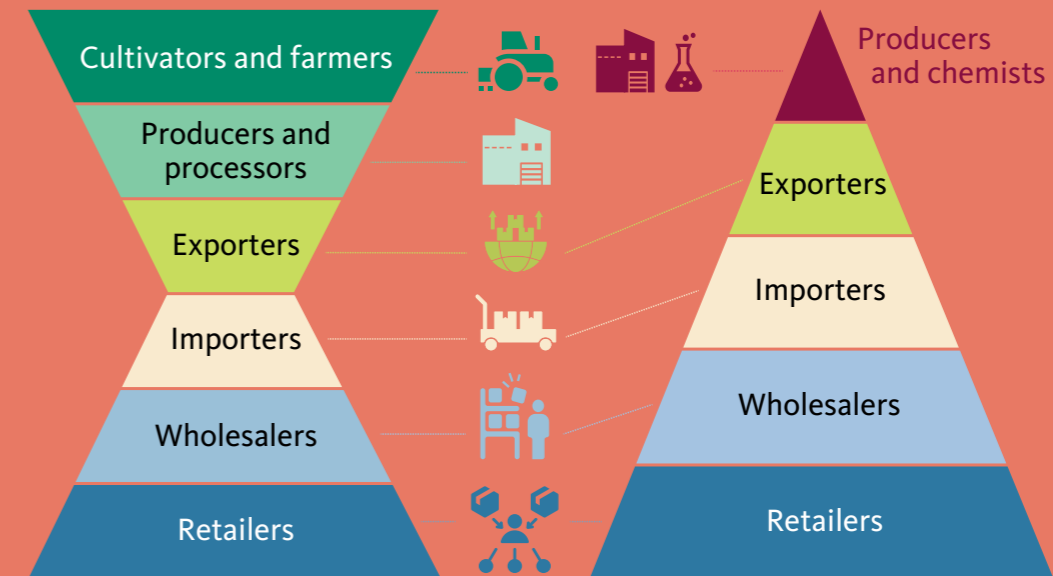 Cultivators and farmers
Producers and
processors
Exporters
Importers
Wholesalers
Retailers
Producers
and chemists
Exporters
Importers
Wholesalers
Retailers